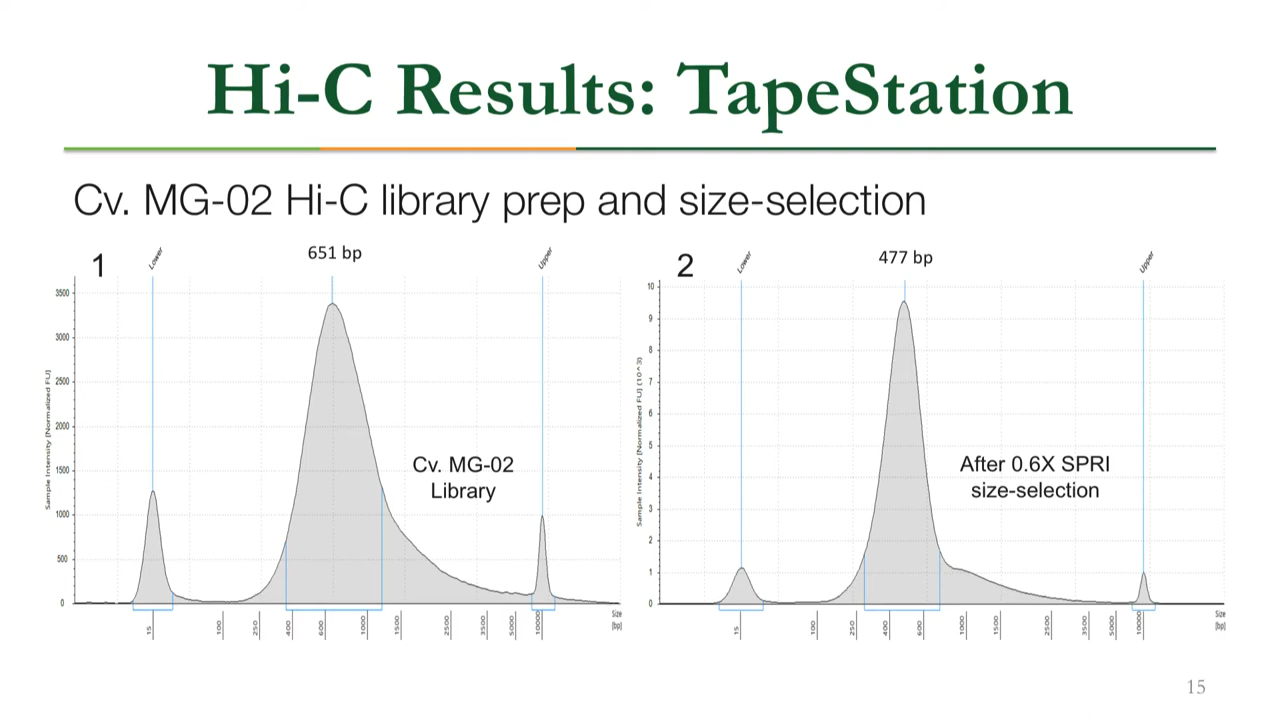 Hi-C Results: TapeStation
Cv. MG-02 Hi-C library prep and size-selection
1
Lower
651 bp
Upper
Sample Intensity [Normalized FU]
3500
3000
2500
2000
1500
1000
500
0
Cv. MG-02
Library
15
100
250
400
600
1000
1500
2500
3500
5000
10000
Size
[bp]
2
Lower
477 bp
Upper
Sample Intensity [Normalized FU] (10^3)
10
9
8
7
6
5
4
3
2
1
0
After 0.6X SPRI
size-selection
15
100
250
400
600
1000
1500
2500
3500
5000
10000
Size
[bp]
15